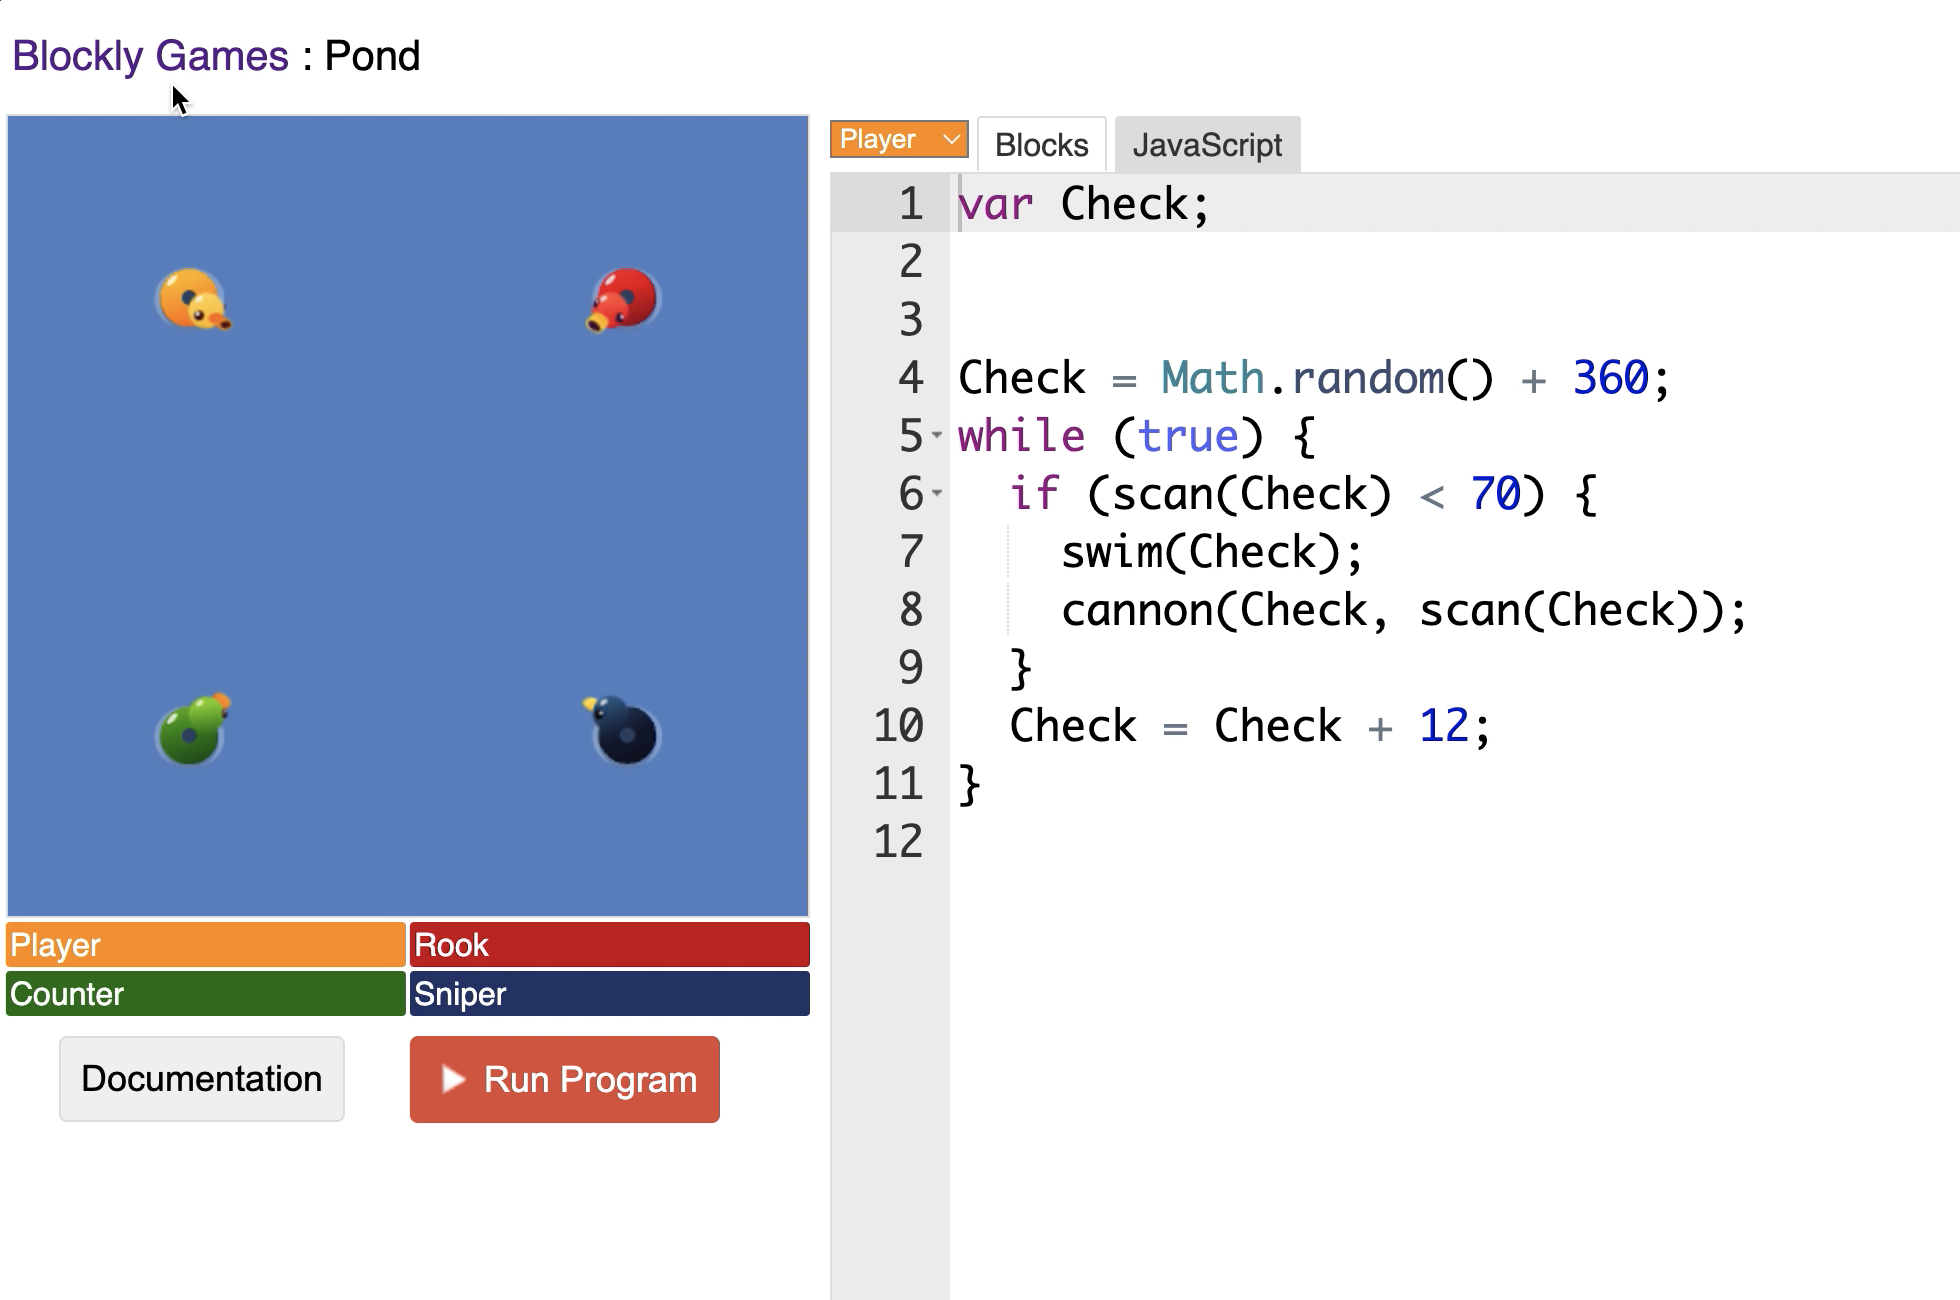 Blockly Games : Pond
Player Blocks JavaScript
1 var Check;
2
3
4 Check = Math.random() + 360;
5 while (true) {
6   if (scan(Check) < 70) {
7     swim(Check);
8     cannon(Check, scan(Check));
9   }
10   Check = Check + 12;
11 }
12
Player Rook
Counter Sniper
Documentation Run Program